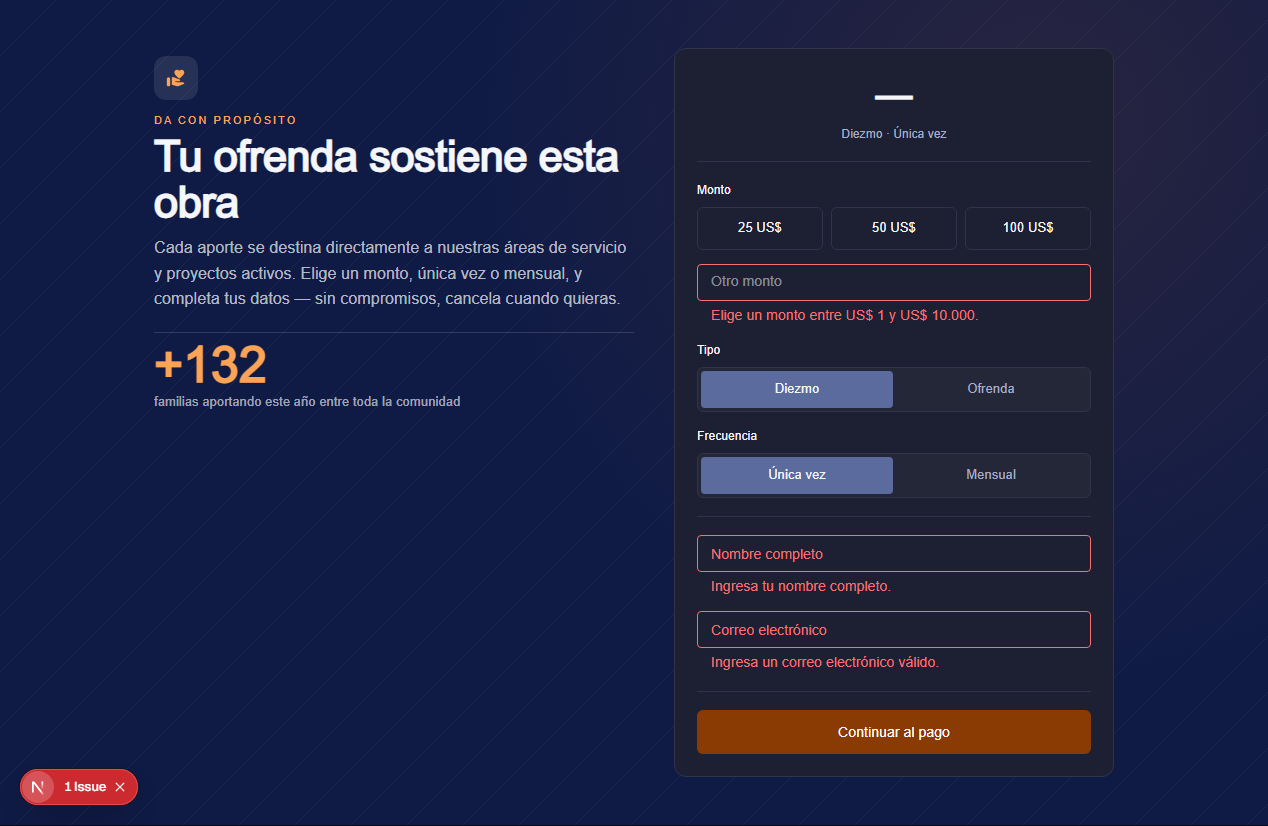 DA CON PROPÓSITO
Tu ofrenda sostiene esta
obra
Cada aporte se destina directamente a nuestras áreas de servicio
y proyectos activos. Elige un monto, única vez o mensual, y
completa tus datos — sin compromisos, cancela cuando quieras.
+132
familias aportando este año entre toda la comunidad
—
Diezmo · Única vez
Monto
25 US$
50 US$
100 US$
Otro monto
Elige un monto entre US$ 1 y US$ 10.000.
Tipo
Diezmo
Ofrenda
Frecuencia
Única vez
Mensual
Nombre completo
Ingresa tu nombre completo.
Correo electrónico
Ingresa un correo electrónico válido.
Continuar al pago
N
1 Issue